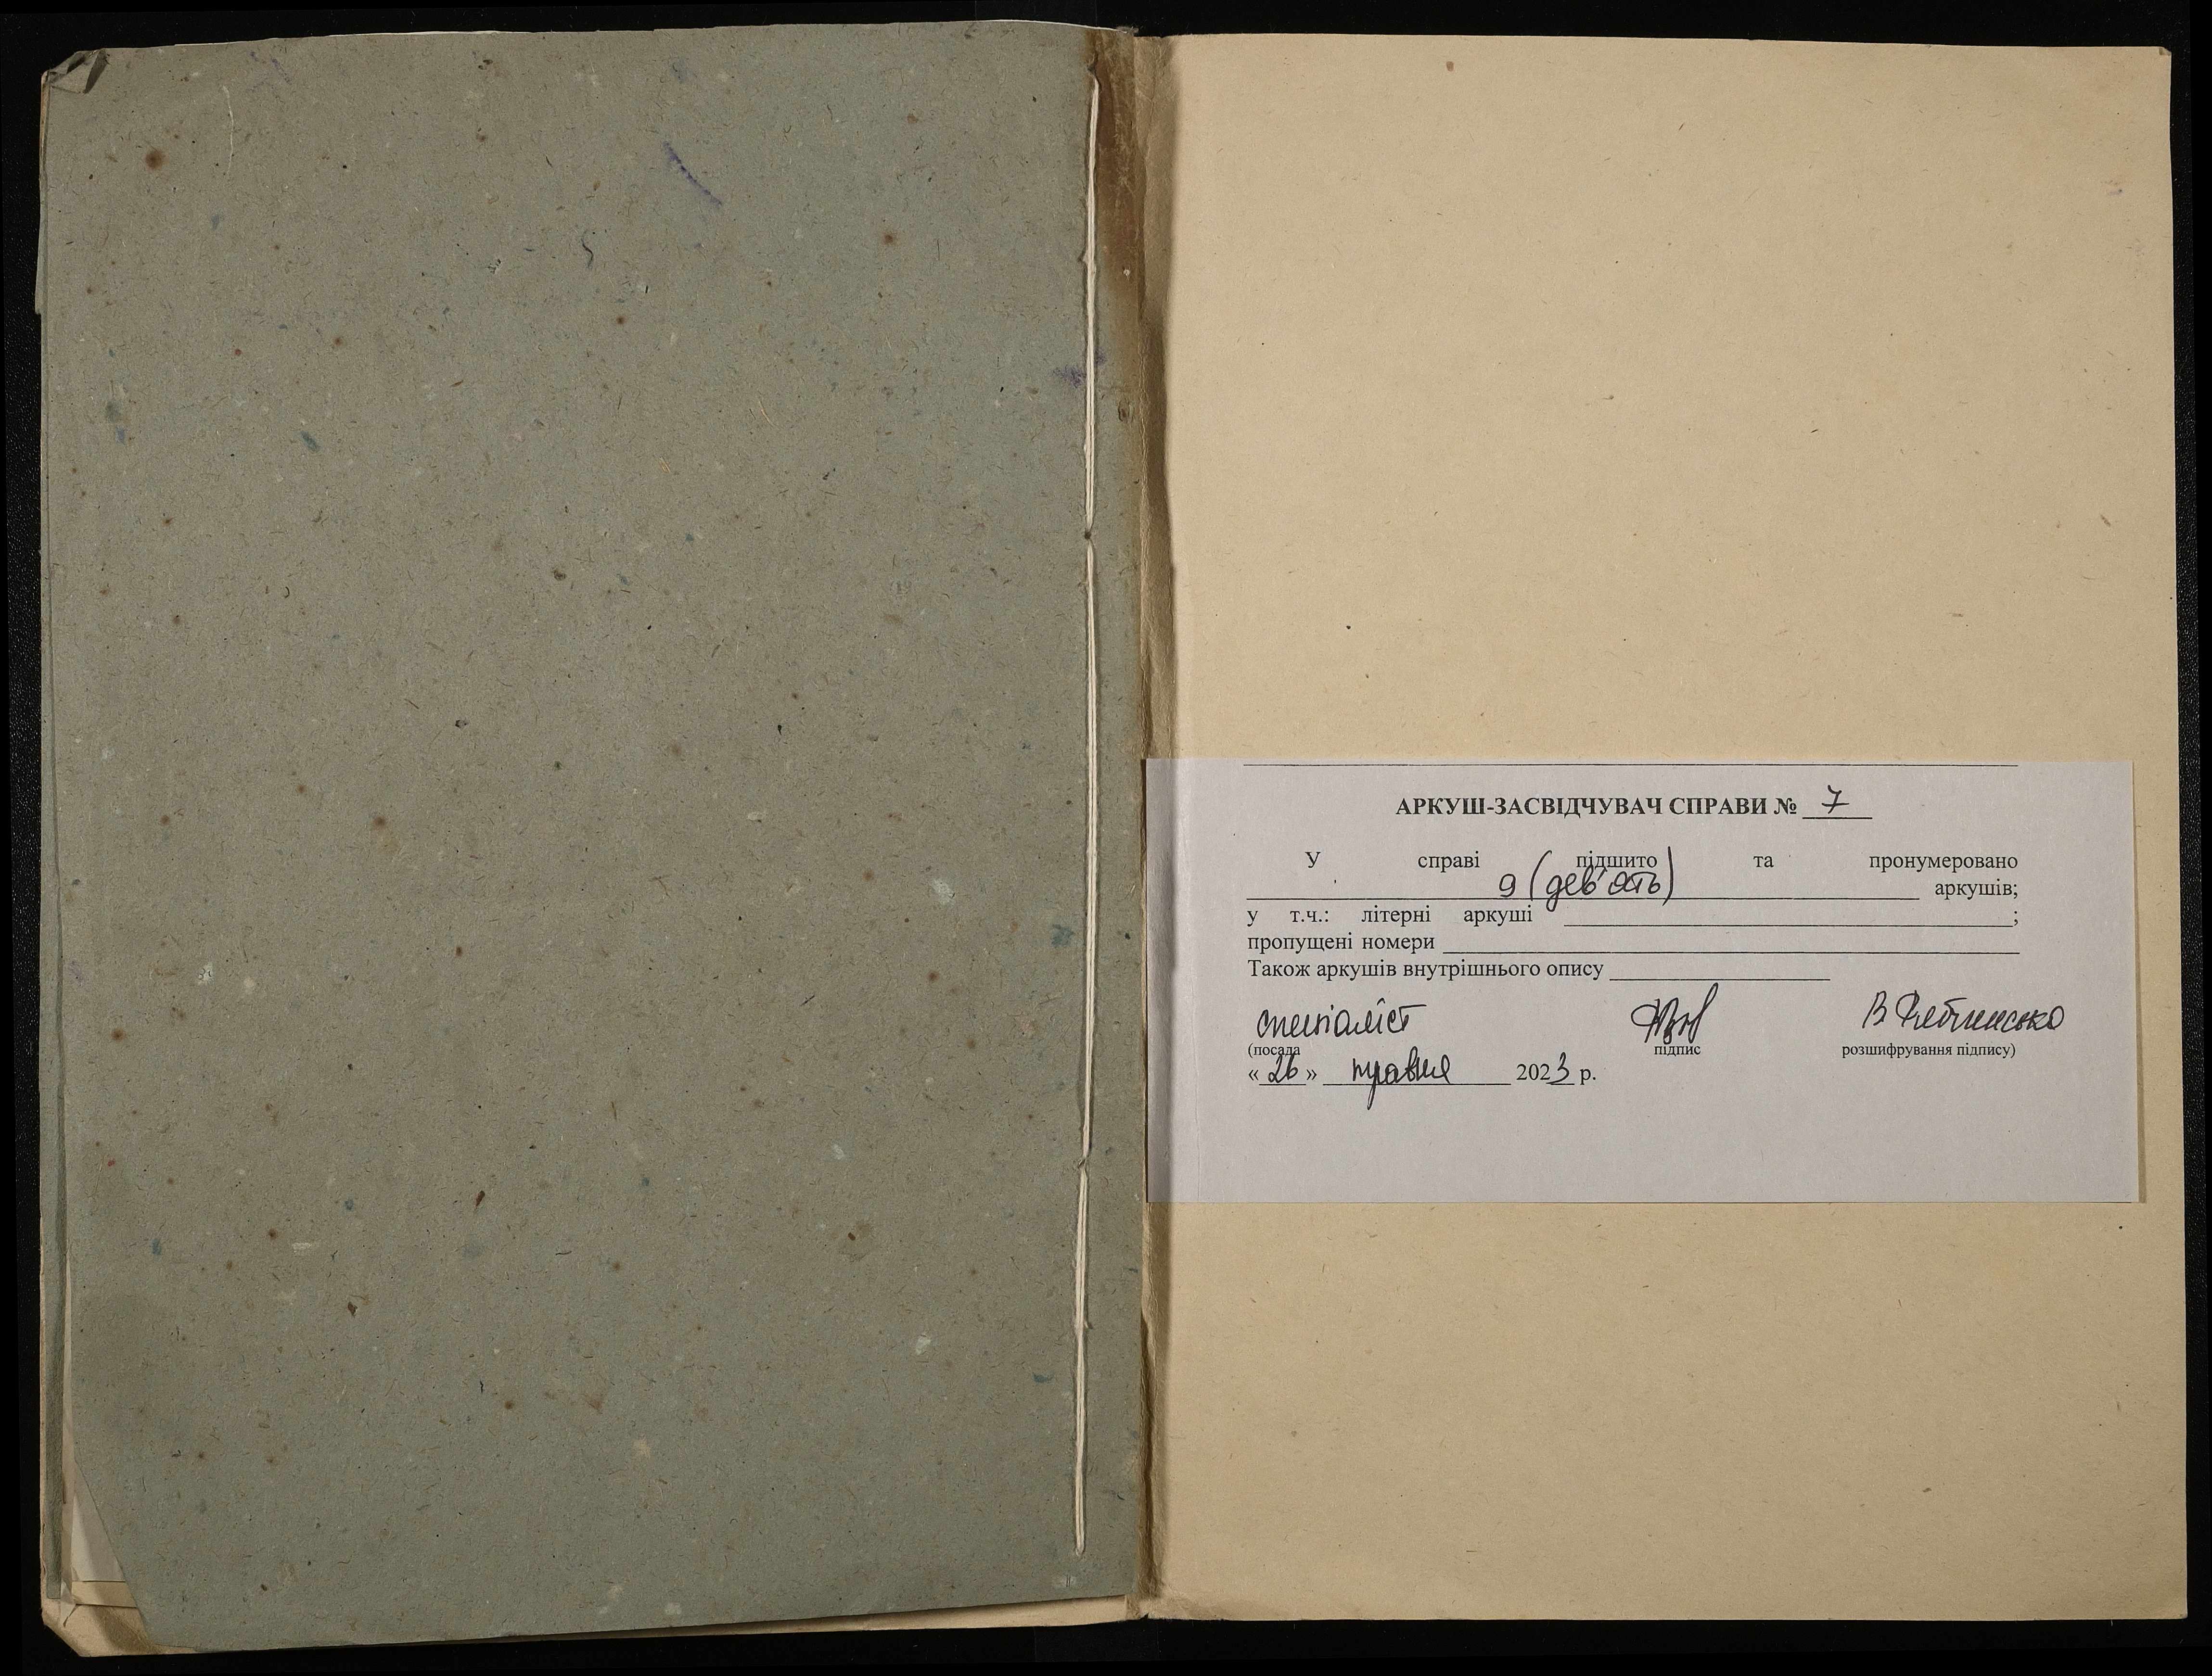 АРКУШ-ЗАСВІДЧУВАЧ СПРАВИ № 7
У справі підшито та пронумеровано
9 (дев'ять) аркушів;
у т.ч.: літерні аркуші ;
пропущені номери
Також аркушів внутрішнього опису
спеціаліст В
(посада підпис розшифрування підпису)
« 26 » травня 2023 р.